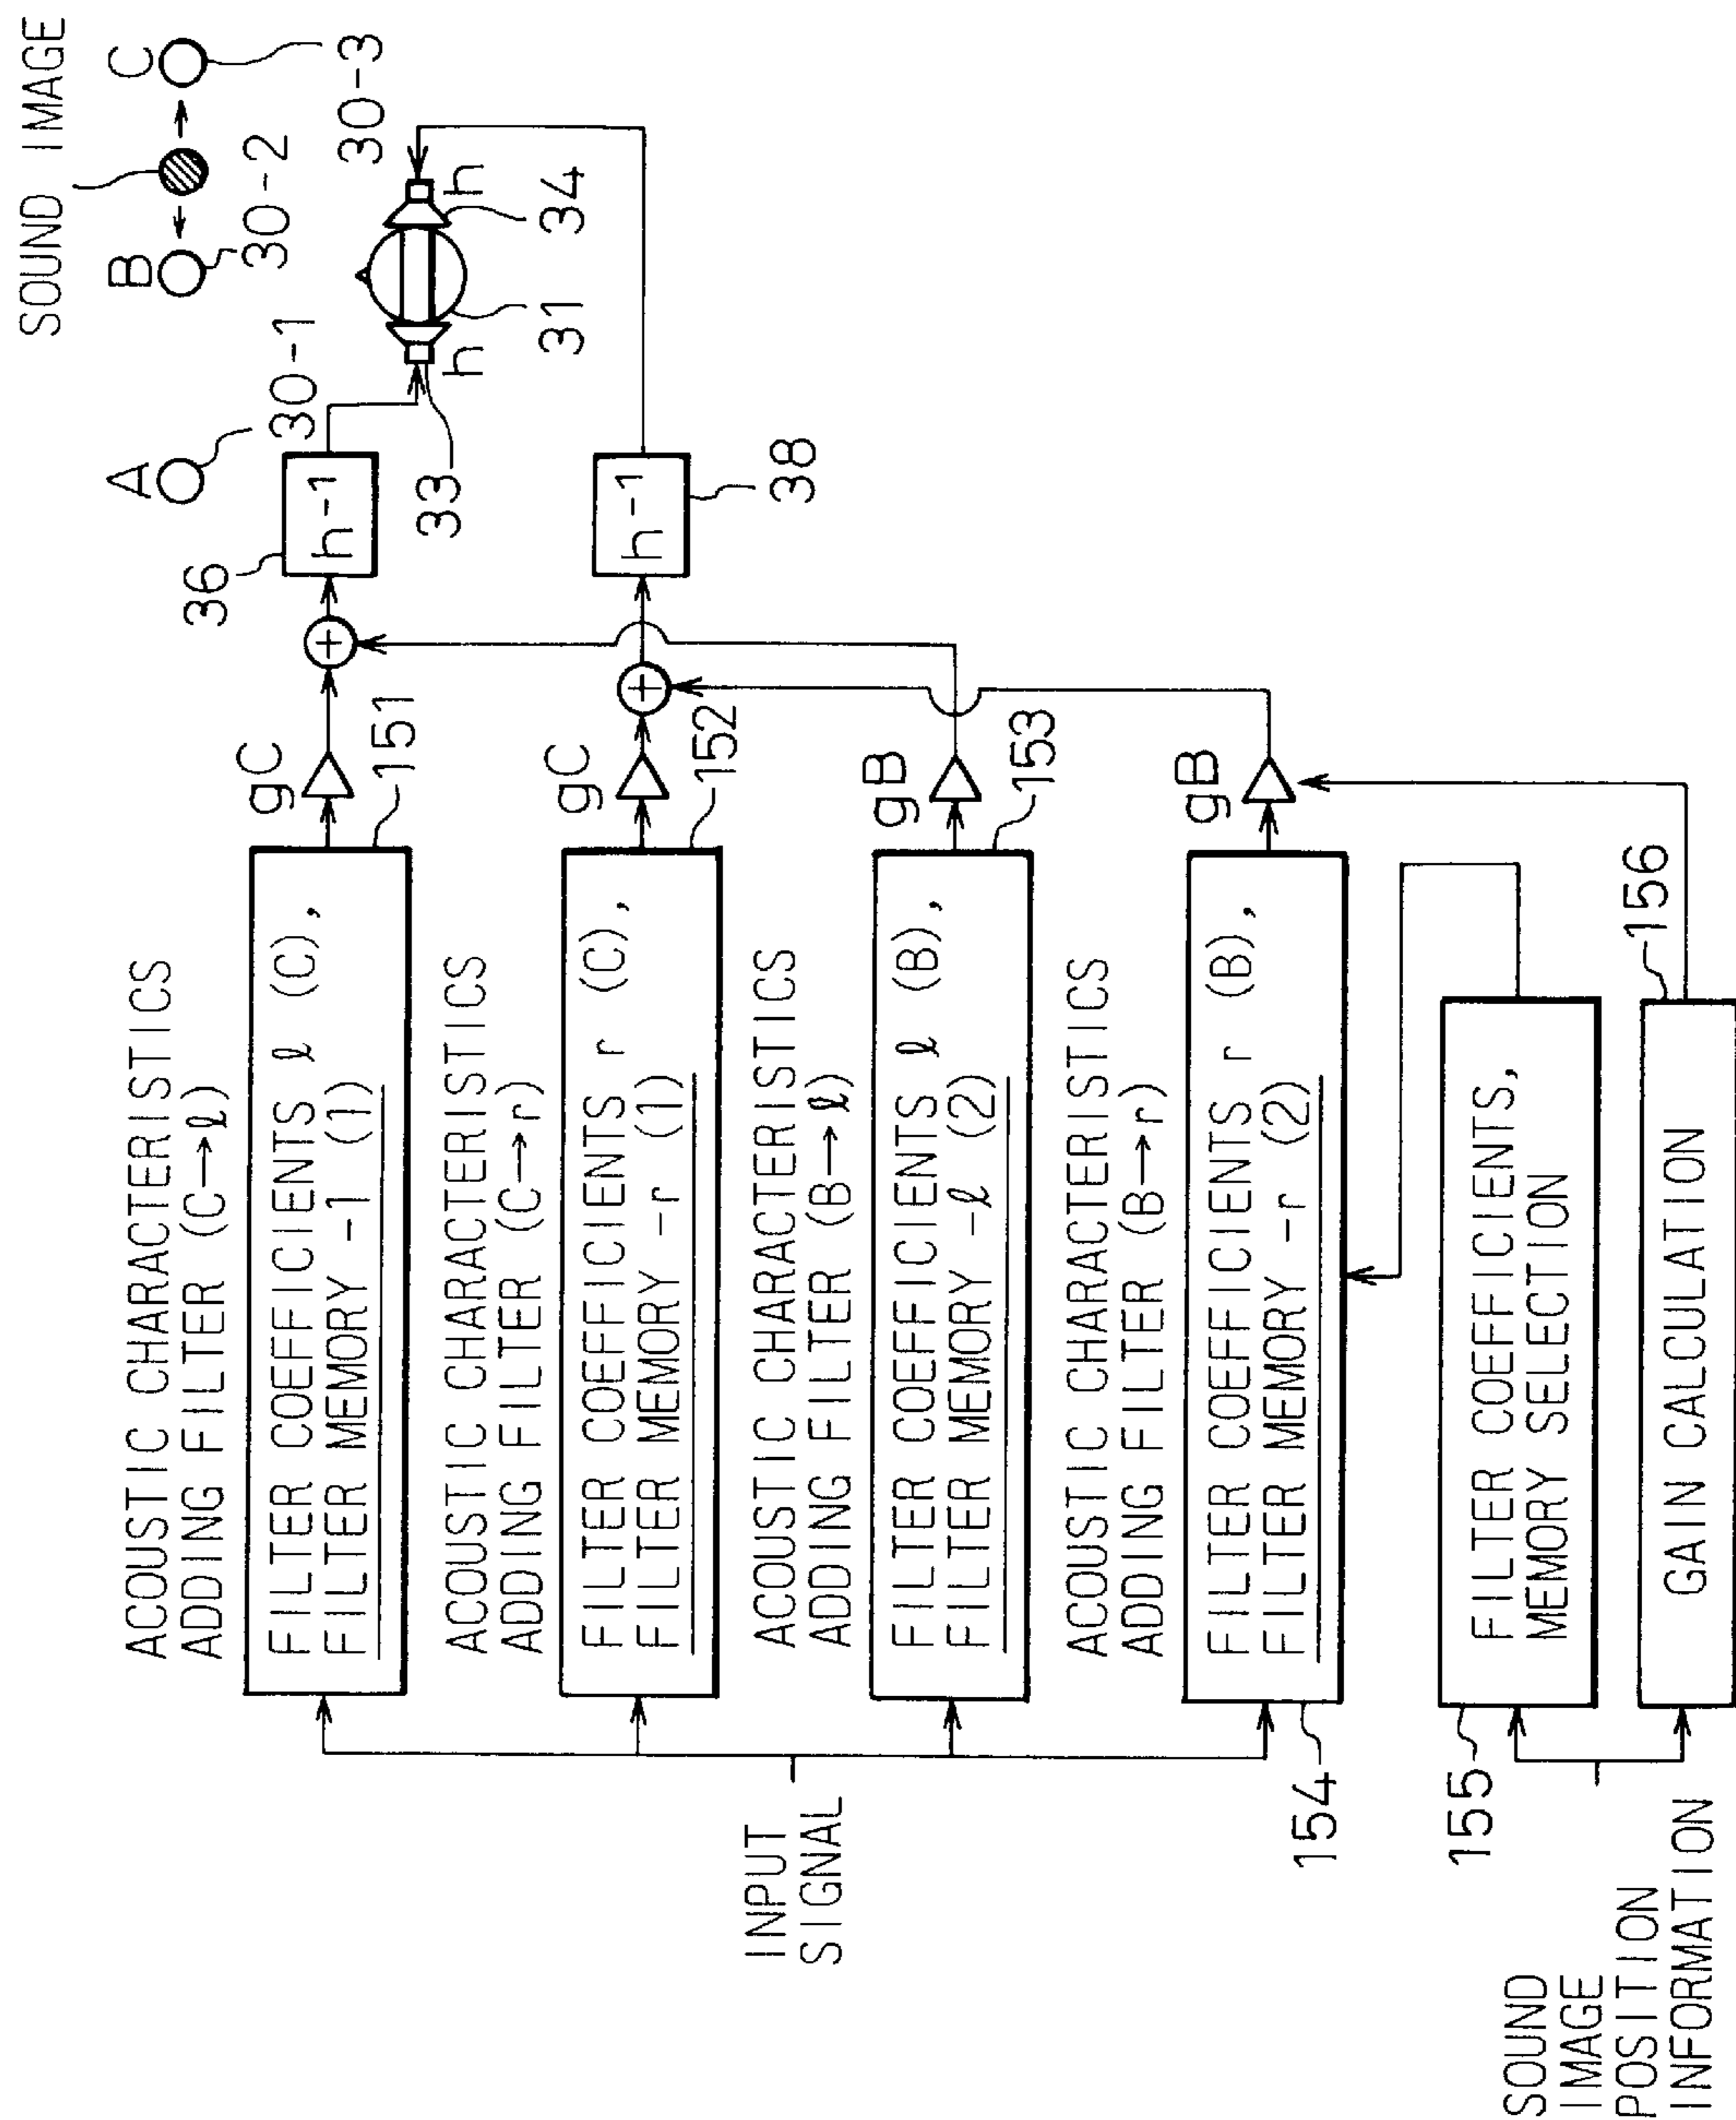 SOUND IMAGE
A
B
C
30-1
30-2
30-3
36
h-1
h
h
33
31
34
h-1
38
ACOUSTIC CHARACTERISTICS
ADDING FILTER (C→ℓ)
FILTER COEFFICIENTS ℓ (C),
FILTER MEMORY -1 (1)
gC
151
ACOUSTIC CHARACTERISTICS
ADDING FILTER (C→r)
FILTER COEFFICIENTS r (C),
FILTER MEMORY -r (1)
gC
152
ACOUSTIC CHARACTERISTICS
ADDING FILTER (B→ℓ)
FILTER COEFFICIENTS ℓ (B),
FILTER MEMORY -ℓ (2)
gB
153
ACOUSTIC CHARACTERISTICS
ADDING FILTER (B→r)
FILTER COEFFICIENTS r (B),
FILTER MEMORY -r (2)
gB
154
INPUT
SIGNAL
FILTER COEFFICIENTS,
MEMORY SELECTION
155
GAIN CALCULATION
156
SOUND
IMAGE
POSITION
INFORMATION
+
+